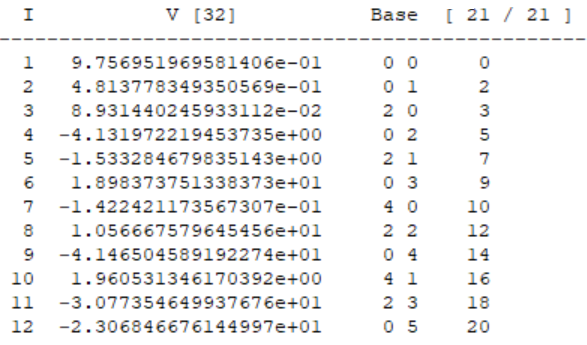 I V [32] Base [ 21 / 21 ]
----------------------------------------------------------
1 9.756951969581406e-01 0 0 0
2 4.813778349350569e-01 0 1 2
3 8.931440245933112e-02 2 0 3
4 -4.131972219453735e+00 0 2 5
5 -1.533284679835143e+00 2 1 7
6 1.898373751338373e+01 0 3 9
7 -1.422421173567307e-01 4 0 10
8 1.056667579645456e+01 2 2 12
9 -4.146504589192274e+01 0 4 14
10 1.960531346170392e+00 4 1 16
11 -3.077354649937676e+01 2 3 18
12 -2.306846676144997e+01 0 5 20